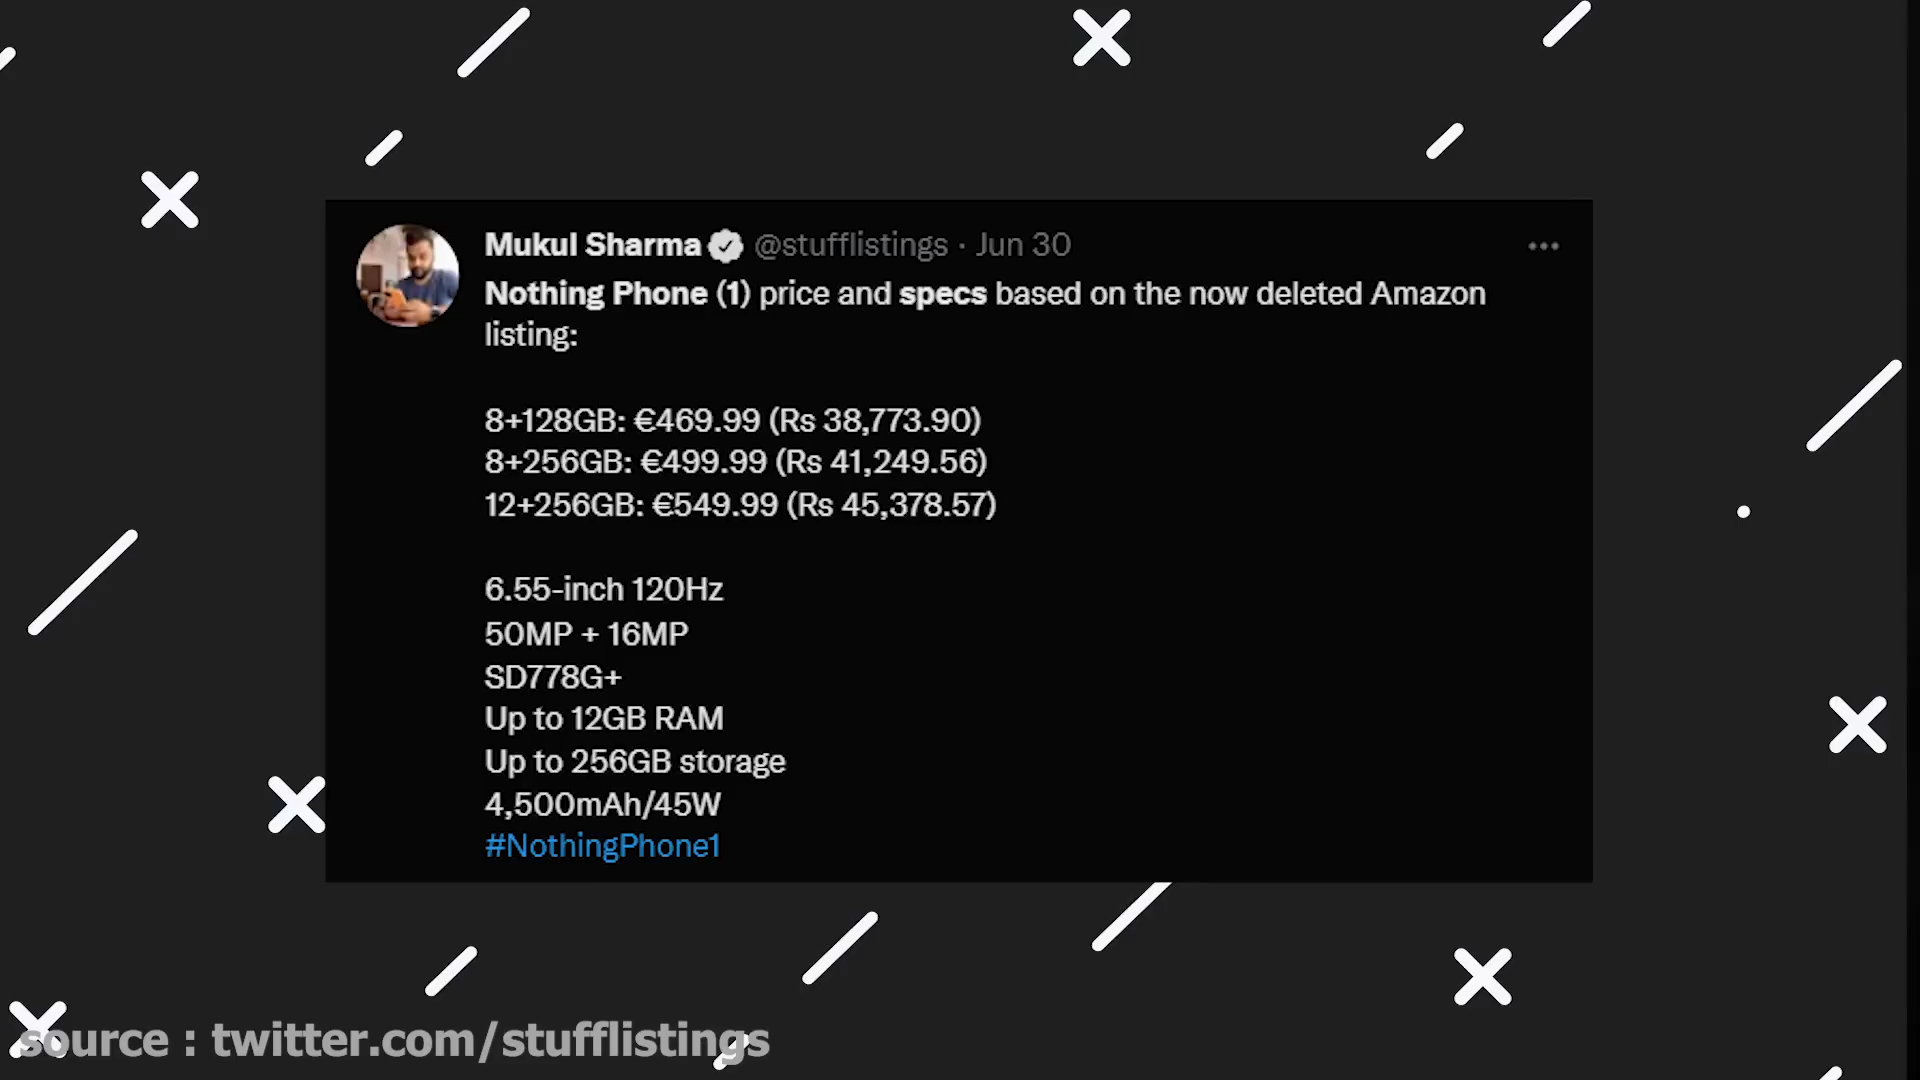 Mukul Sharma @stufflistings · Jun 30
Nothing Phone (1) price and specs based on the now deleted Amazon
listing:
8+128GB: €469.99 (Rs 38,773.90)
8+256GB: €499.99 (Rs 41,249.56)
12+256GB: €549.99 (Rs 45,378.57)
6.55-inch 120Hz
50MP + 16MP
SD778G+
Up to 12GB RAM
Up to 256GB storage
4,500mAh/45W
#NothingPhone1
source : twitter.com/stufflistings